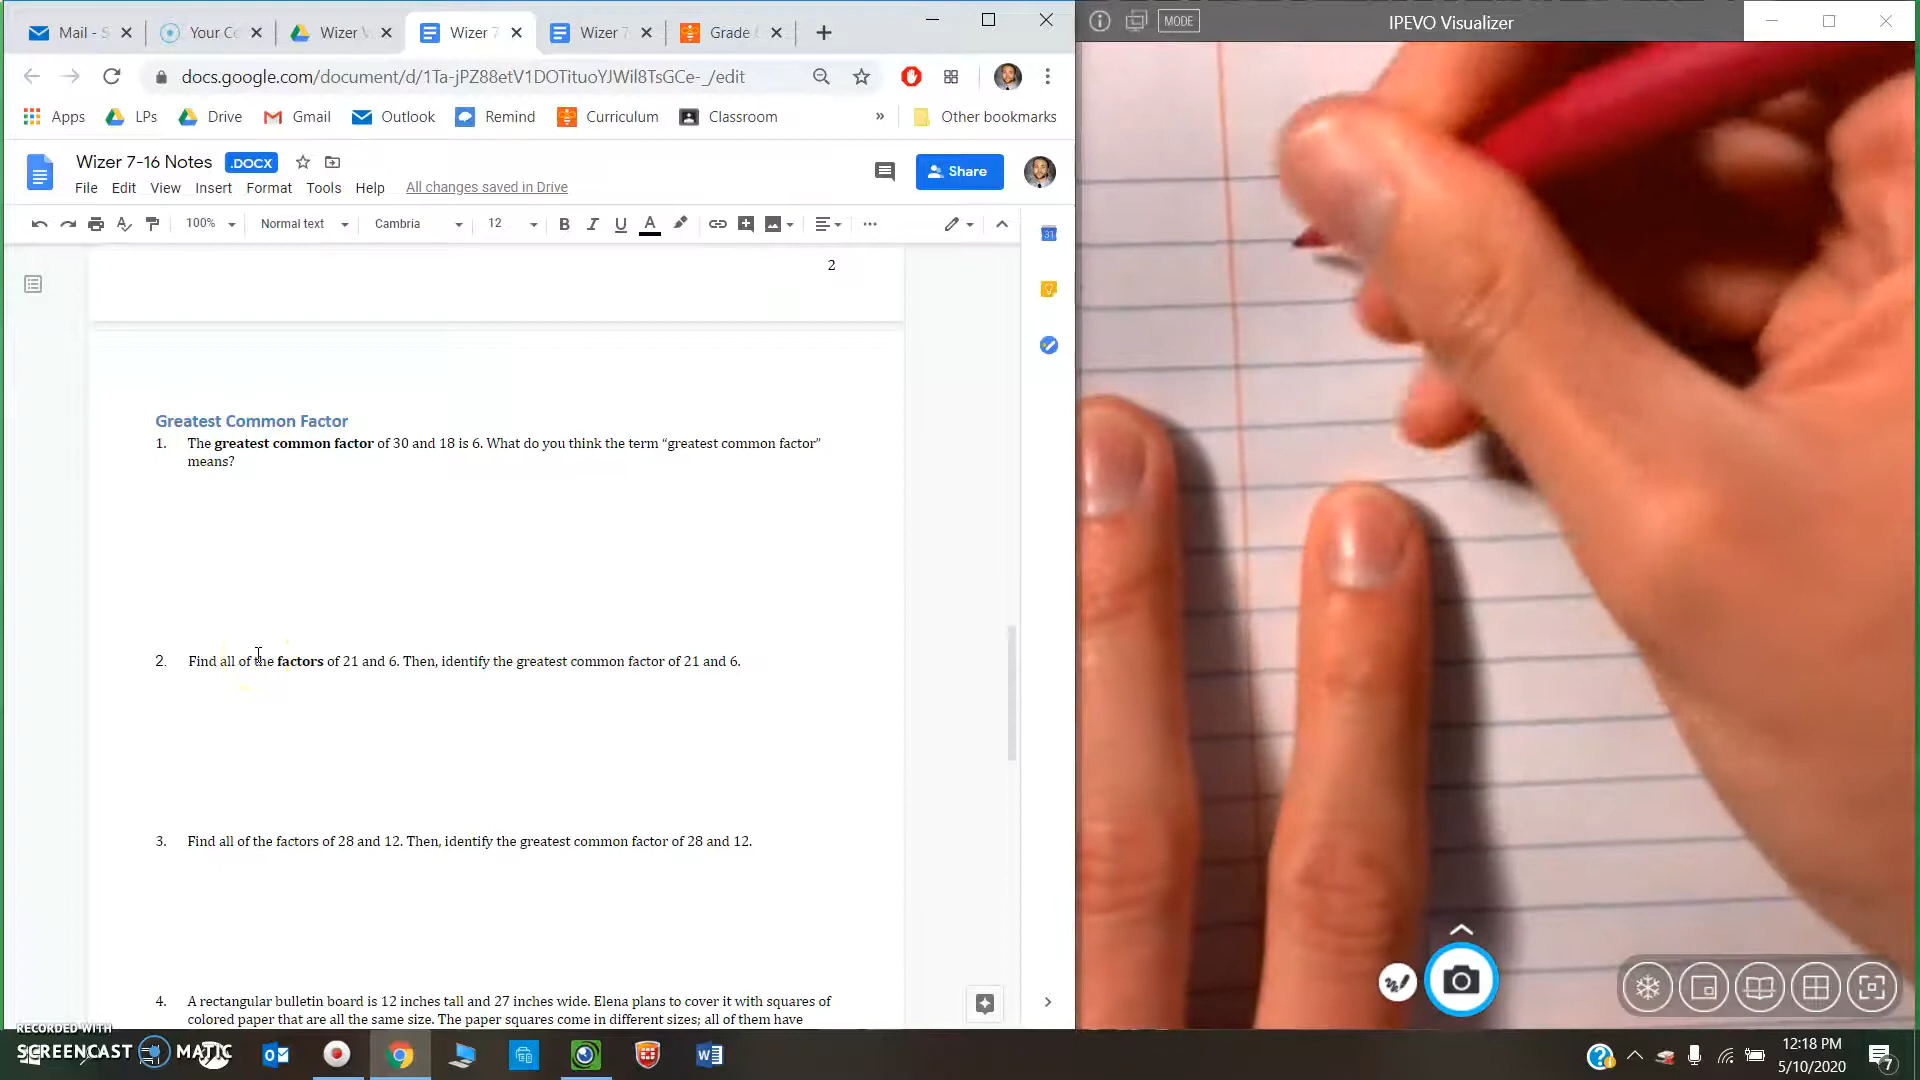 Mail - S
Your Co
Wizer V
Wizer 7
Wizer 7
Grade
IPEVO Visualizer
MODE
docs.google.com/document/d/1Ta-jPZ88etV1DOTituoYJWil8TsGCe-_/edit
Apps LPs Drive Gmail Outlook Remind Curriculum Classroom » Other bookmarks
Wizer 7-16 Notes .DOCX
Share
File Edit View Insert Format Tools Help All changes saved in Drive
100% Normal text Cambria 12 B I U A
31
2
Greatest Common Factor
1. The greatest common factor of 30 and 18 is 6. What do you think the term “greatest common factor”
means?
2. Find all of the factors of 21 and 6. Then, identify the greatest common factor of 21 and 6.
3. Find all of the factors of 28 and 12. Then, identify the greatest common factor of 28 and 12.
4. A rectangular bulletin board is 12 inches tall and 27 inches wide. Elena plans to cover it with squares of
colored paper that are all the same size. The paper squares come in different sizes; all of them have
RECORDED WITH
SCREENCAST MATIC
12:18 PM
5/10/2020
7